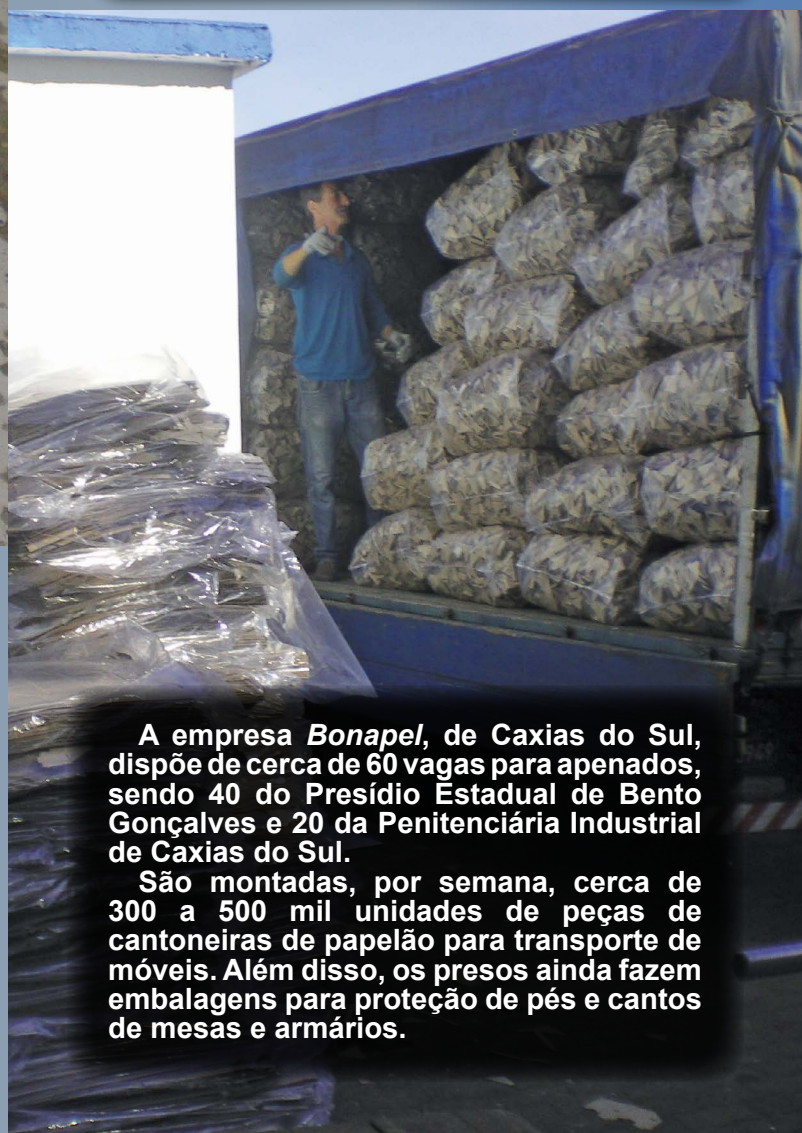 A empresa Bonapel, de Caxias do Sul,
dispõe de cerca de 60 vagas para apenados,
sendo 40 do Presídio Estadual de Bento
Gonçalves e 20 da Penitenciária Industrial
de Caxias do Sul.
São montadas, por semana, cerca de
300 a 500 mil unidades de peças de
cantoneiras de papelão para transporte de
móveis. Além disso, os presos ainda fazem
embalagens para proteção de pés e cantos
de mesas e armários.